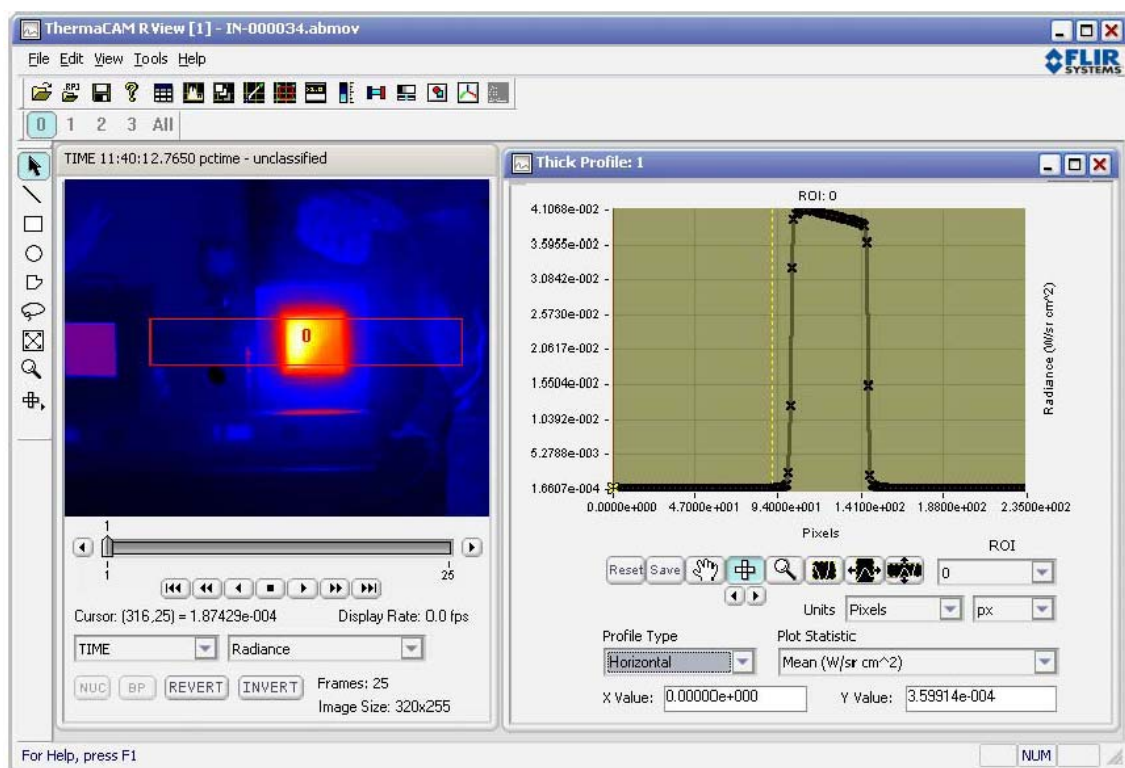 ThermaCAM RView [1] - IN-000034.abmov
File Edit View Tools Help
FLIR
SYSTEMS
0 1 2 3 All
TIME 11:40:12.7650 pctime - unclassified
0
1
1 25
Cursor: (316,25) = 1.87429e-004 Display Rate: 0.0 fps
TIME Radiance
NUC BP REVERT INVERT Frames: 25
Image Size: 320x255
Thick Profile: 1
ROI: 0
4.1068e-002
3.5955e-002
3.0842e-002
2.5730e-002
2.0617e-002
1.5504e-002
1.0392e-002
5.2788e-003
1.6607e-004
Radiance (W/sr cm^2)
0.0000e+000 4.7000e+001 9.4000e+001 1.4100e+002 1.8800e+002 2.3500e+002
Pixels
ROI
Reset Save 0
Units Pixels px
Profile Type Plot Statistic
Horizontal Mean (W/sr cm^2)
X Value: 0.00000e+000 Y Value: 3.59914e-004
For Help, press F1 NUM